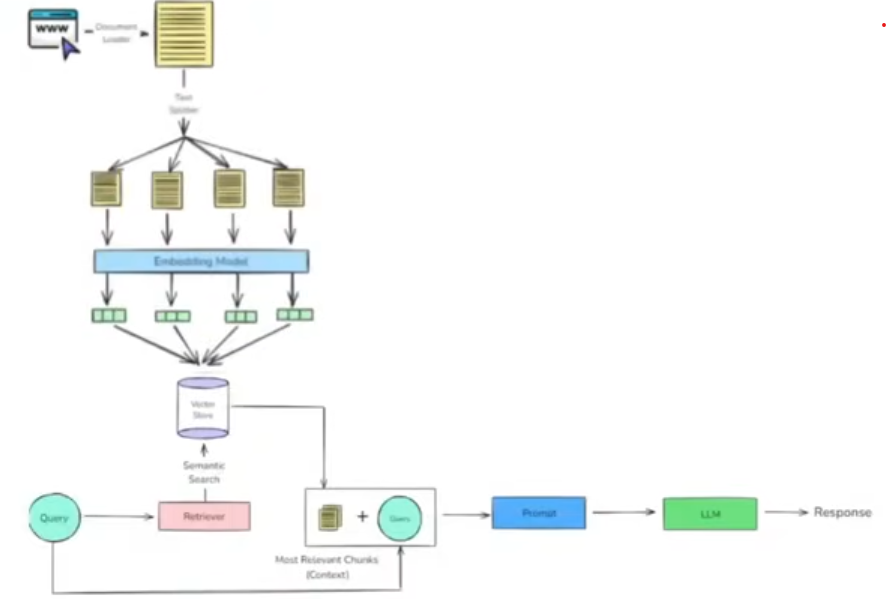 www
Document
Loader
Text
Splitter
Embedding Model
Vector
Store
Semantic
Search
Query
Retriever
+
Query
Prompt
LLM
Response
Most Relevant Chunks
(Context)